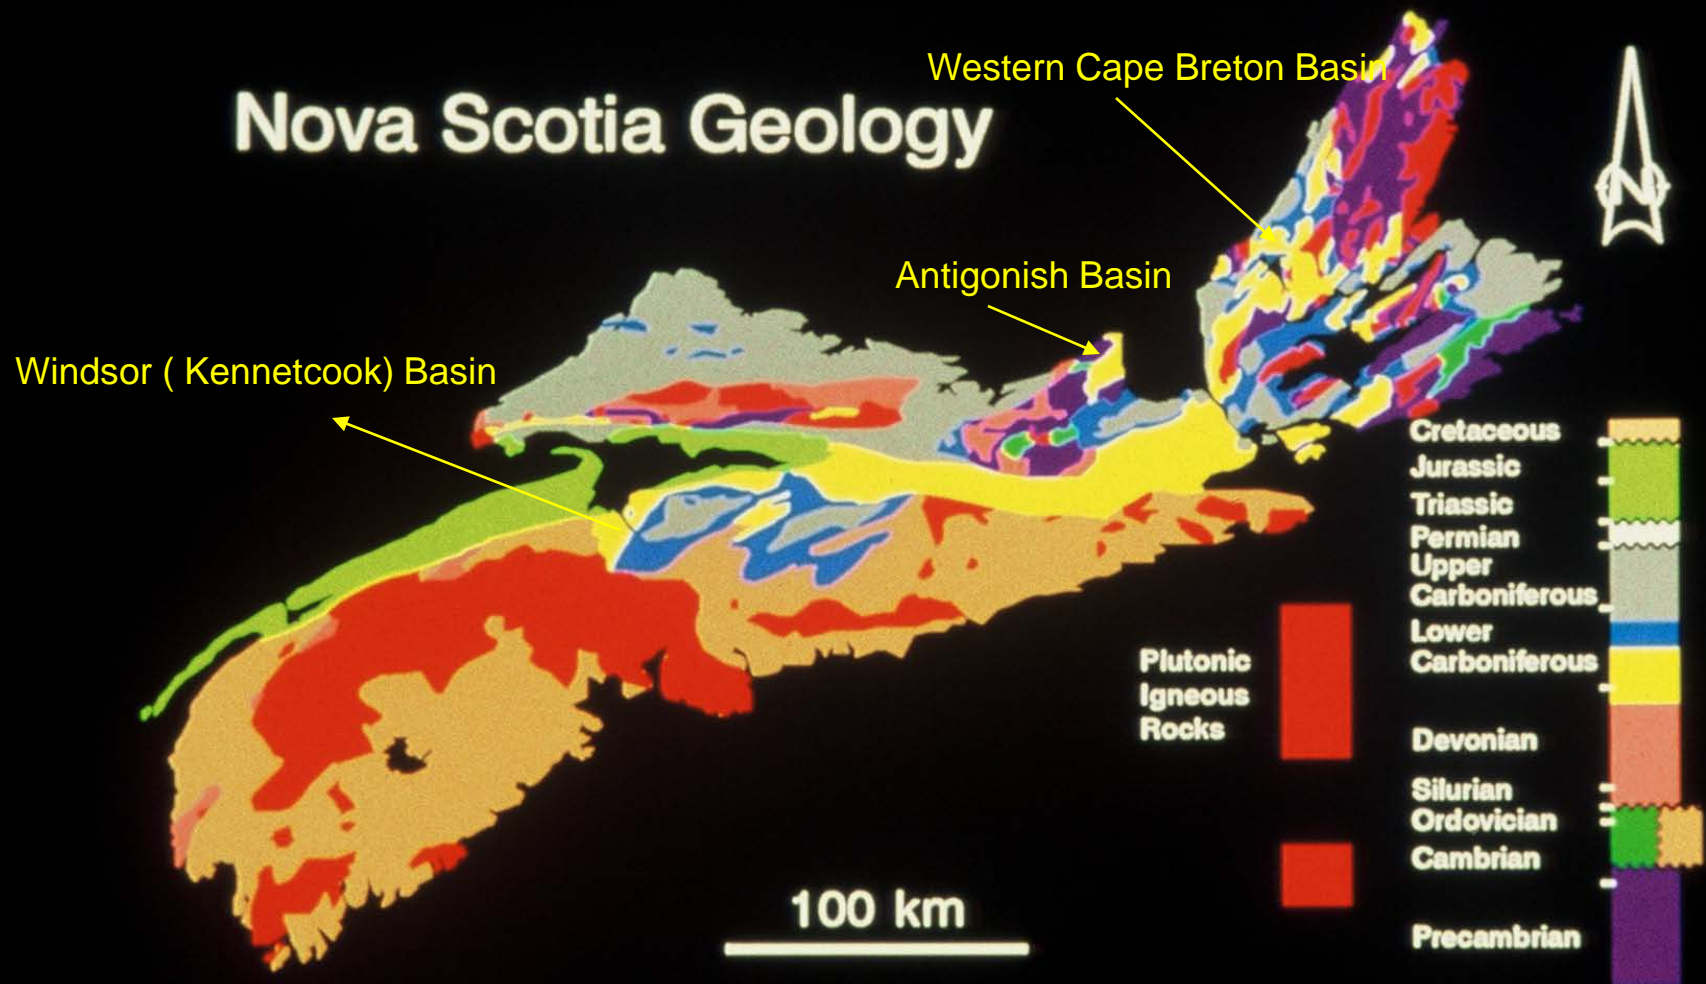 Nova Scotia Geology
Western Cape Breton Basin
Antigonish Basin
Windsor ( Kennetcook) Basin
N
Cretaceous
Jurassic
Triassic
Permian
Upper
Carboniferous
Lower
Carboniferous
Devonian
Silurian
Ordovician
Cambrian
Precambrian
Plutonic
Igneous
Rocks
100 km